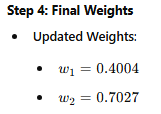 Step 4: Final Weights
• Updated Weights:
• w₁ = 0.4004
• w₂ = 0.7027